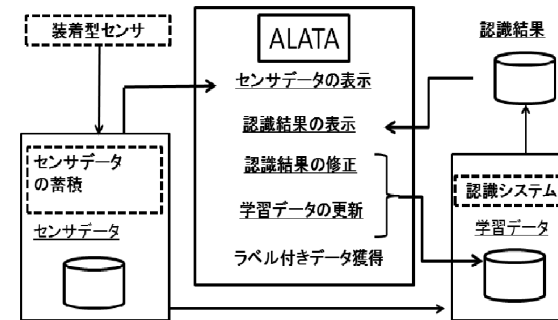 装着型センサ
センサデータ
の蓄積
センサデータ
ALATA
センサデータの表示
認識結果の表示
認識結果の修正
学習データの更新
ラベル付きデータ獲得
認識結果
認識システム
学習データ